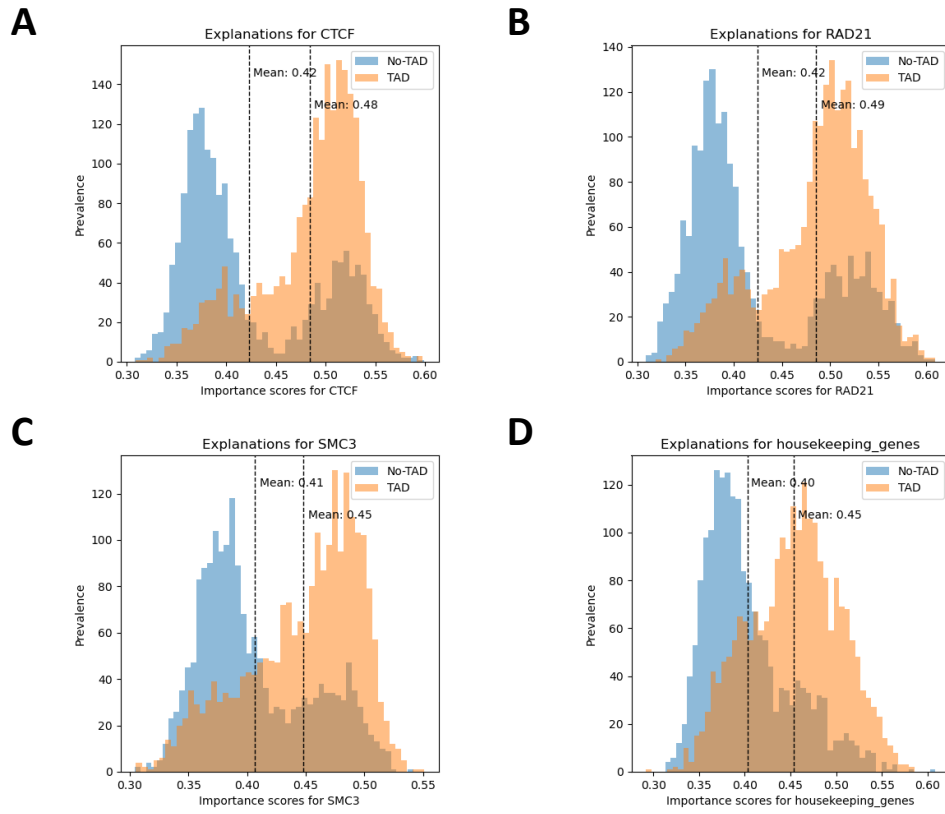 A
Explanations for CTCF
No-TAD
TAD
Mean: 0.42
Mean: 0.48
Prevalence
0
20
40
60
80
100
120
140
0.30 0.35 0.40 0.45 0.50 0.55 0.60
Importance scores for CTCF
B
Explanations for RAD21
No-TAD
TAD
Mean: 0.42
Mean: 0.49
Prevalence
0
20
40
60
80
100
120
140
0.30 0.35 0.40 0.45 0.50 0.55 0.60
Importance scores for RAD21
C
Explanations for SMC3
No-TAD
TAD
Mean: 0.41
Mean: 0.45
Prevalence
0
20
40
60
80
100
120
0.30 0.35 0.40 0.45 0.50 0.55
Importance scores for SMC3
D
Explanations for housekeeping_genes
No-TAD
TAD
Mean: 0.40
Mean: 0.45
Prevalence
0
20
40
60
80
100
120
0.30 0.35 0.40 0.45 0.50 0.55 0.60
Importance scores for housekeeping_genes